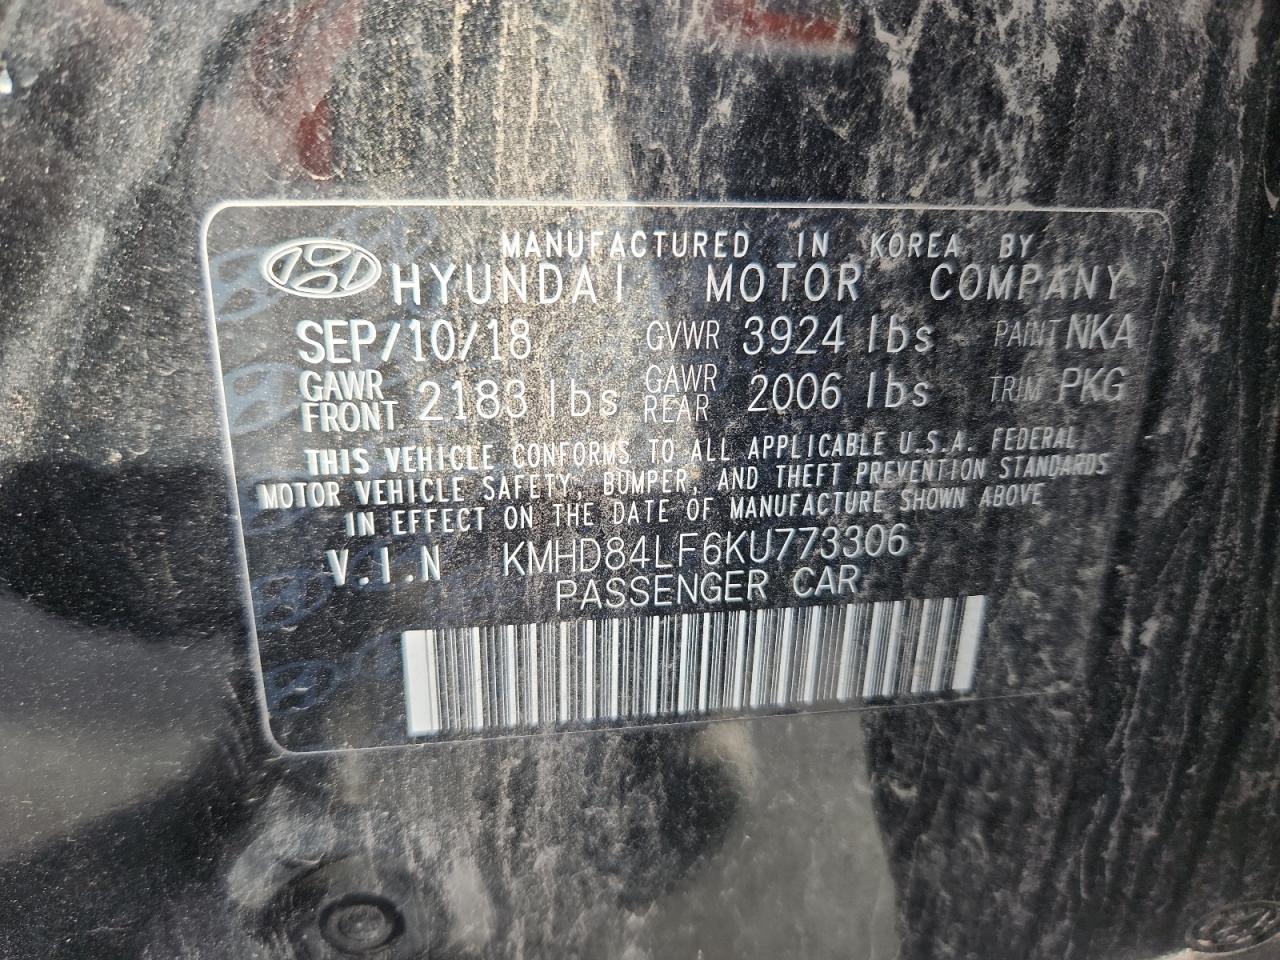 MANUFACTURED IN KOREA BY
HYUNDAI MOTOR COMPANY
SEP/10/18 GVWR 3924 lbs PAINT NKA
GAWR FRONT 2183 lbs GAWR REAR 2006 lbs TRIM PKG
THIS VEHICLE CONFORMS TO ALL APPLICABLE U.S.A. FEDERAL
MOTOR VEHICLE SAFETY, BUMPER, AND THEFT PREVENTION STANDARDS
IN EFFECT ON THE DATE OF MANUFACTURE SHOWN ABOVE
V.I.N KMHD84LF6KU773306
PASSENGER CAR